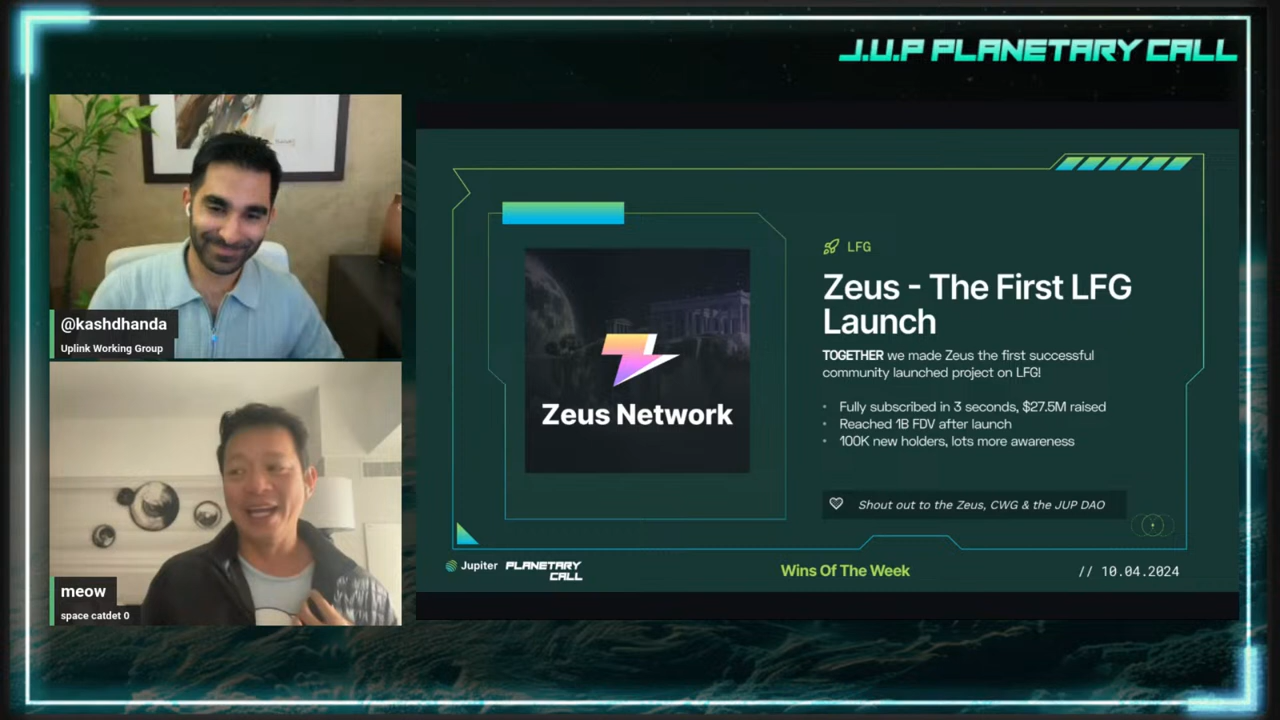 J.U.P PLANETARY CALL
@kashdhanda
Uplink Working Group
meow
space catdet 0
Zeus Network
LFG
Zeus - The First LFG
Launch
TOGETHER we made Zeus the first successful
community launched project on LFG!
• Fully subscribed in 3 seconds, $27.5M raised
• Reached 1B FDV after launch
• 100K new holders, lots more awareness
Shout out to the Zeus, CWG & the JUP DAO
Jupiter PLANETARY
CALL
Wins Of The Week
// 10.04.2024